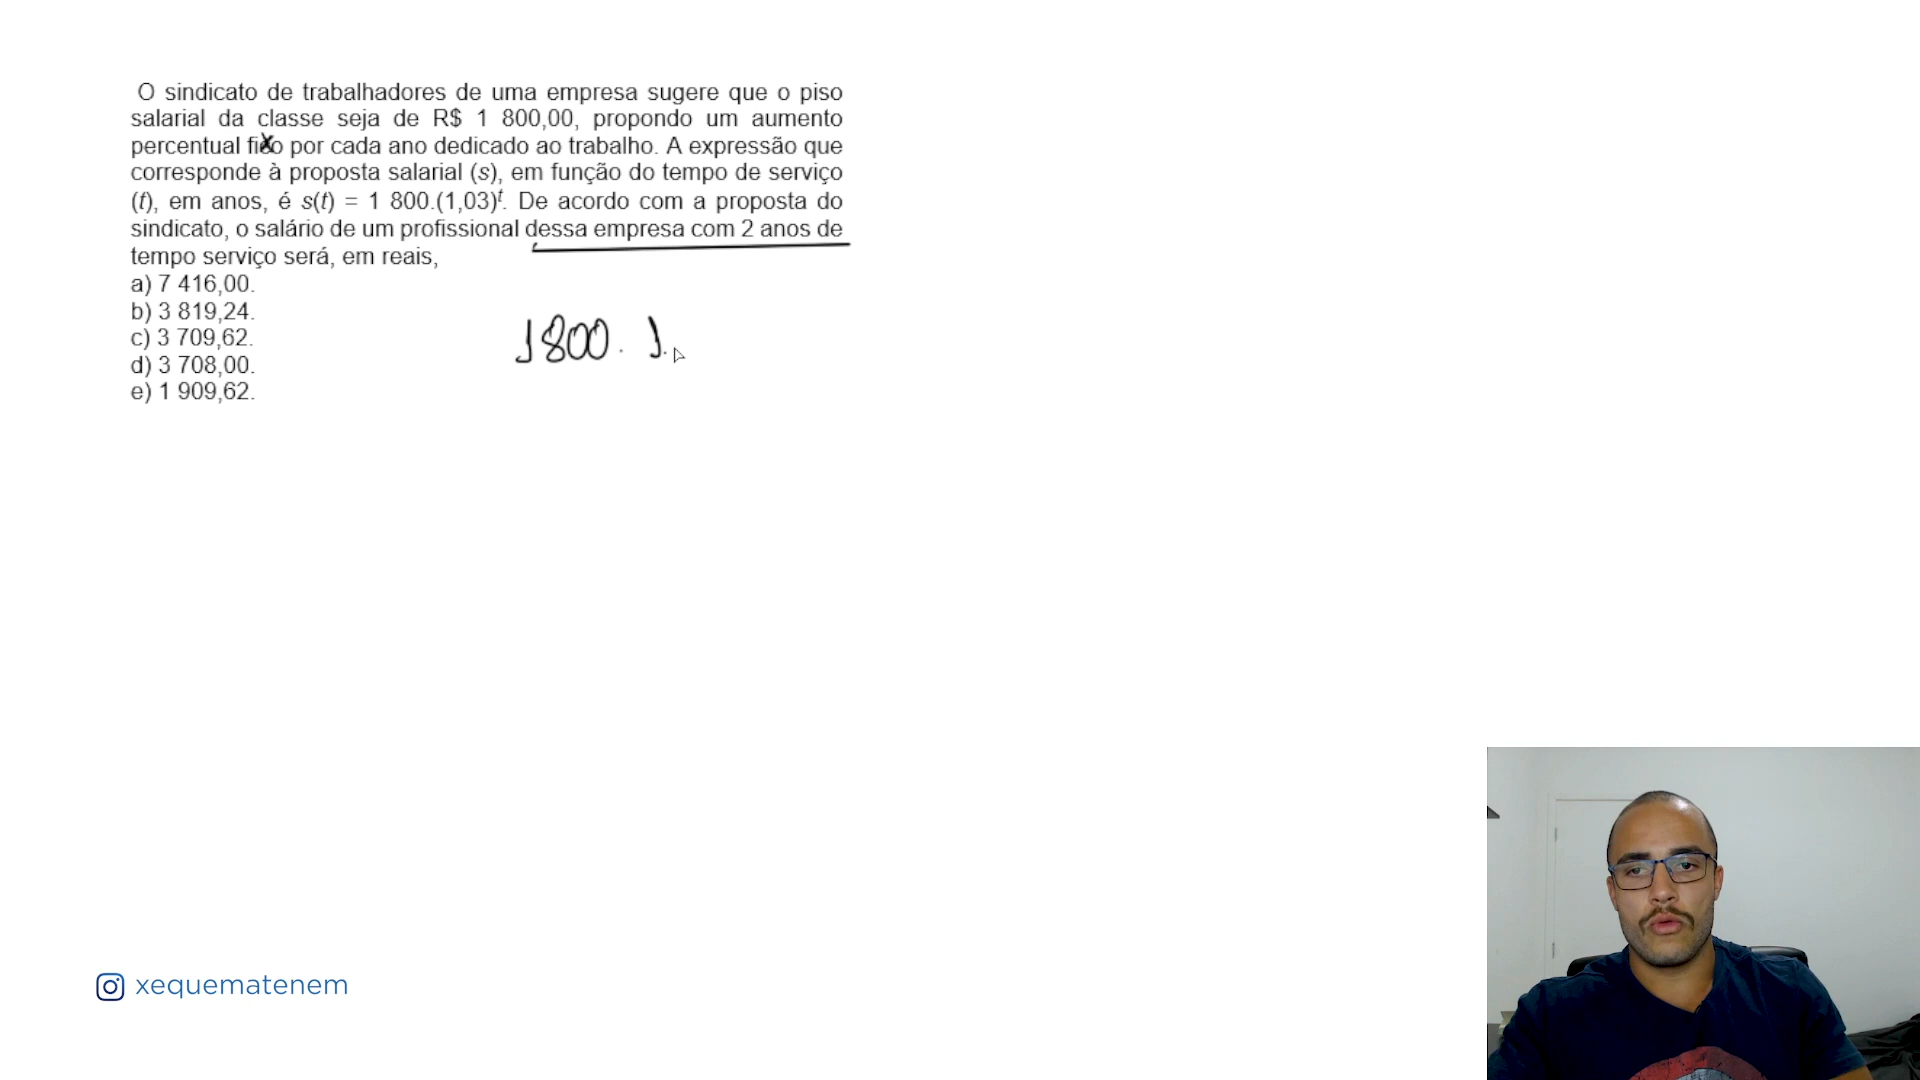 O sindicato de trabalhadores de uma empresa sugere que o piso
salarial da classe seja de R$ 1 800,00, propondo um aumento
percentual fixo por cada ano dedicado ao trabalho. A expressão que
corresponde à proposta salarial (s), em função do tempo de serviço
(t), em anos, é s(t) = 1 800.(1,03)ᵗ. De acordo com a proposta do
sindicato, o salário de um profissional dessa empresa com 2 anos de
tempo serviço será, em reais,
a) 7 416,00.
b) 3 819,24.
c) 3 709,62.
d) 3 708,00.
e) 1 909,62.
1800. 1.
xequematenem